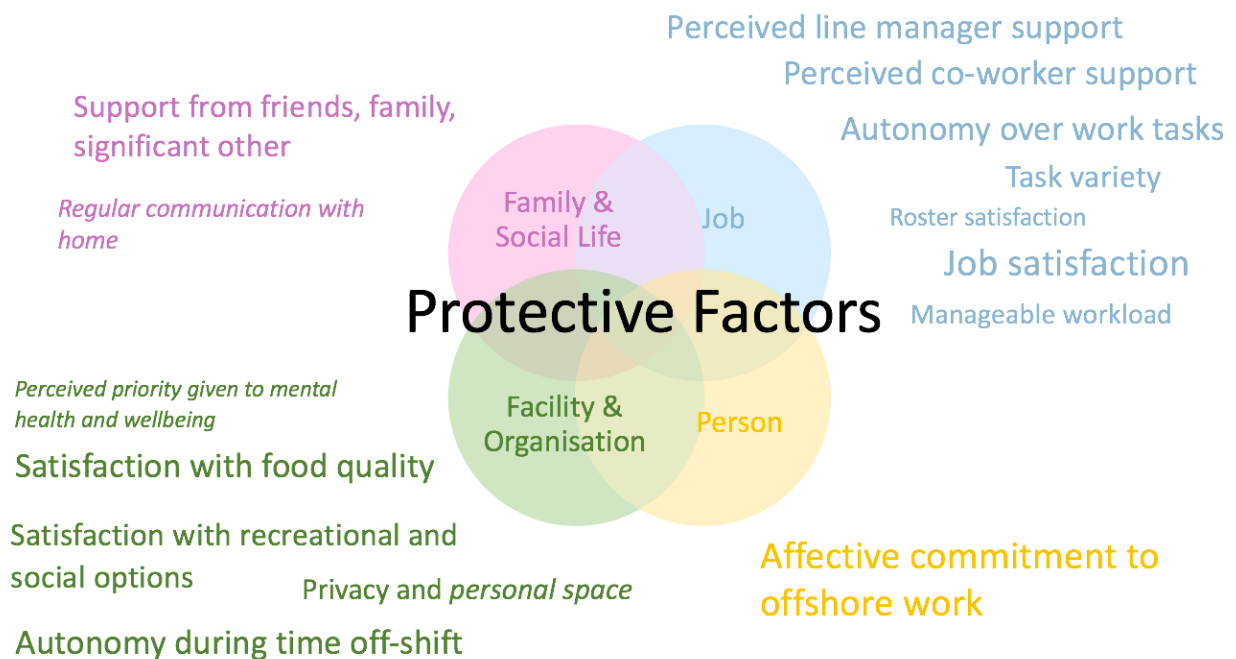 Perceived line manager support
Perceived co-worker support
Support from friends, family,
significant other
Autonomy over work tasks
Task variety
Regular communication with
home
Family &
Social Life
Job
Roster satisfaction
Job satisfaction
Protective Factors
Manageable workload
Perceived priority given to mental
health and wellbeing
Facility &
Organisation
Person
Satisfaction with food quality
Satisfaction with recreational and
social options
Privacy and personal space
Autonomy during time off-shift
Affective commitment to
offshore work